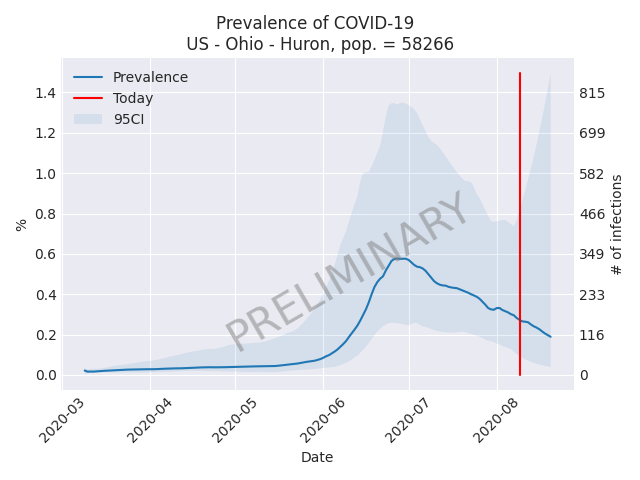 Prevalence of COVID-19
US - Ohio - Huron, pop. = 58266
Prevalence
Today
95CI
1.4
1.2
1.0
0.8
0.6
0.4
0.2
0.0
%
815
699
582
466
349
233
116
0
# of infections
PRELIMINARY
2020-03
2020-04
2020-05
2020-06
2020-07
2020-08
Date